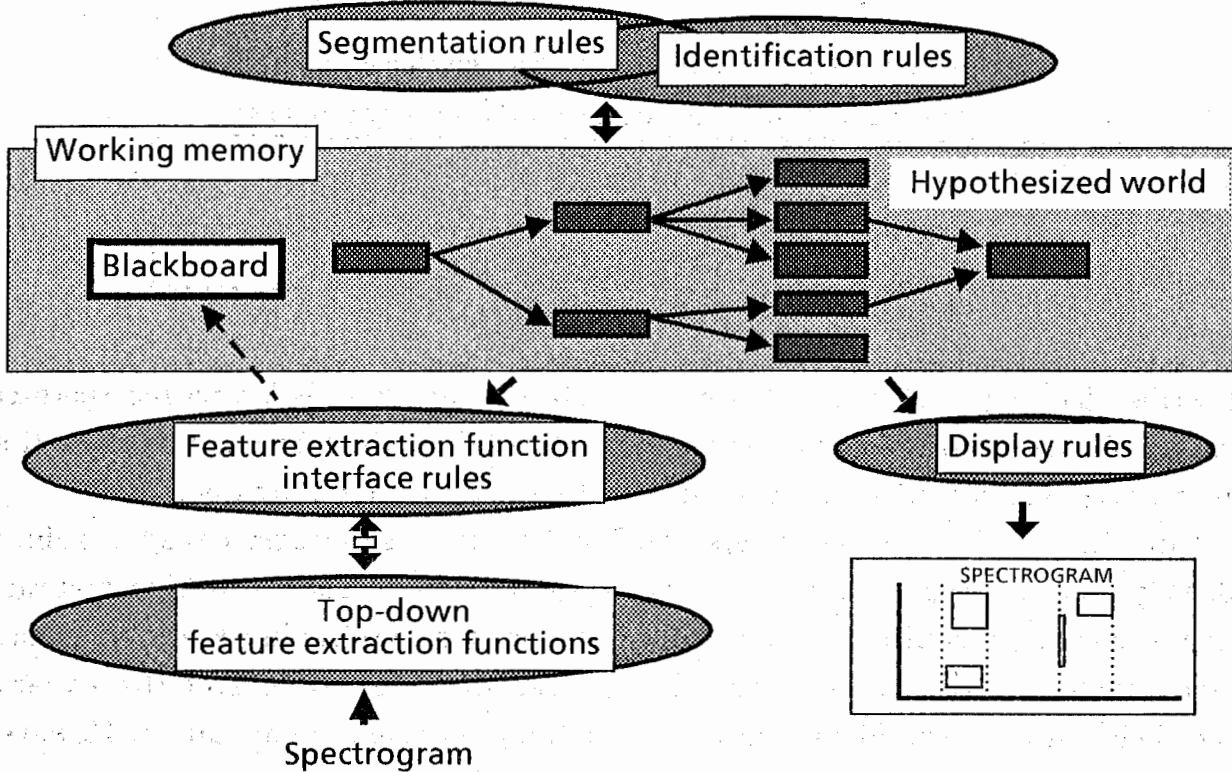 Segmentation rules
Identification rules
Working memory
Hypothesized world
Blackboard
Feature extraction function
interface rules
Display rules
Top-down
feature extraction functions
SPECTROGRAM
Spectrogram